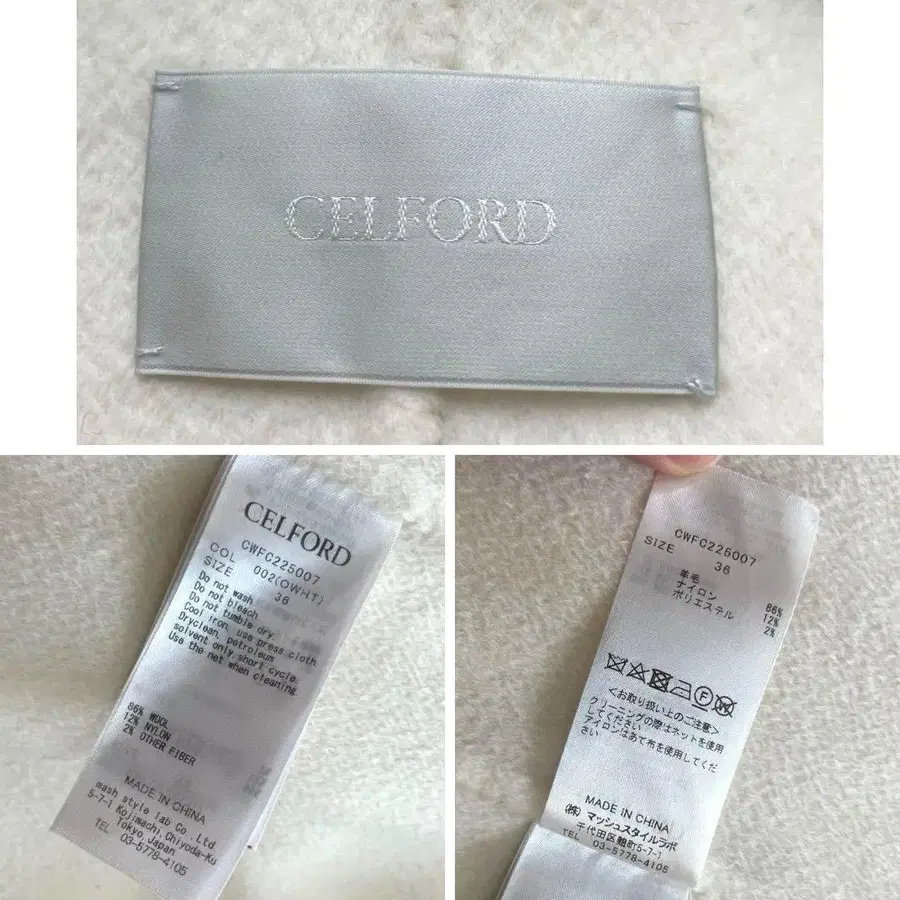 CELFORD
CELFORD
CWFC225007
COL 002(OWHT)
SIZE 36
Do not wash
Do not bleach
Do not tumble dry
Cool iron, use press cloth
Dryclean, petroleum
solvent only short cycle
Use the net when cleaning.
86% WOOL
12% NYLON
2% OTHER FIBER
MADE IN CHINA
mash style lab Co., Ltd
5-7-1 Kojimachi, Chiyoda-Ku
Tokyo, Japan
TEL 03-5778-4105
CWFC225007
SIZE 36
羊毛 86%
ナイロン 12%
ポリエステル 2%
<お取り扱い上のご注意>
クリーニングの際はネットを使用
してください
アイロンはあて布を使用してくだ
さい
MADE IN CHINA
(株)マッシュスタイルラボ
千代田区麹町5-7-1
TEL 03-5778-4105